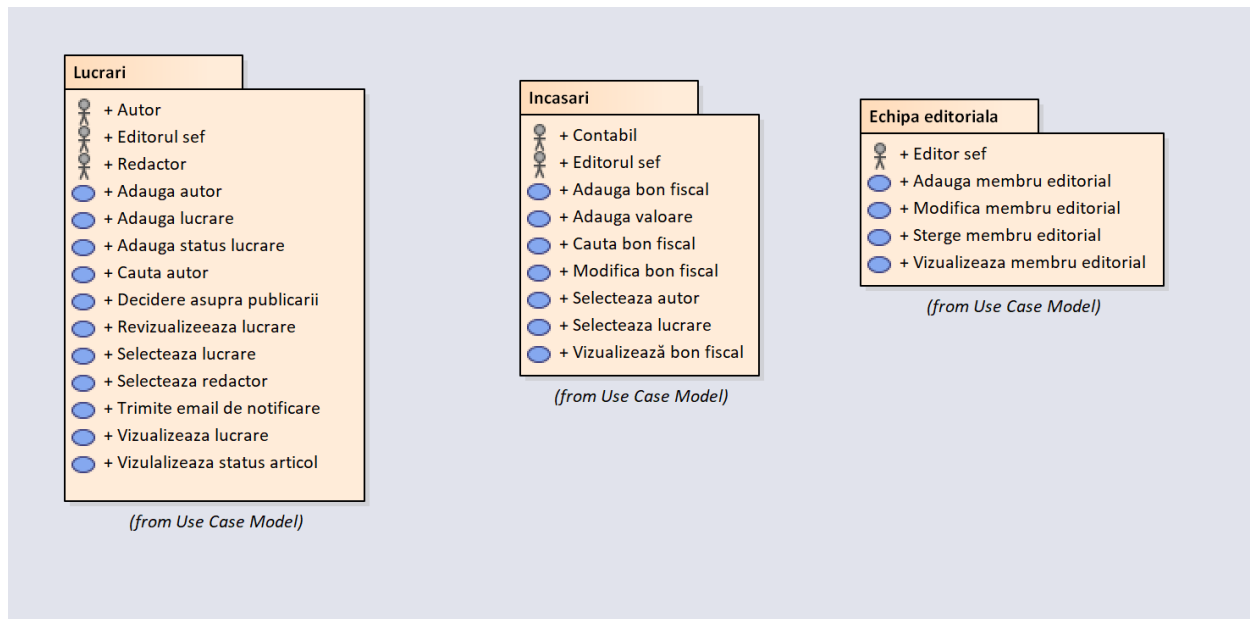 Lucrari
+ Autor
+ Editorul sef
+ Redactor
+ Adauga autor
+ Adauga lucrare
+ Adauga status lucrare
+ Cauta autor
+ Decidere asupra publicarii
+ Revizualizeeaza lucrare
+ Selecteaza lucrare
+ Selecteaza redactor
+ Trimite email de notificare
+ Vizualizeaza lucrare
+ Vizulalizeaza status articol
(from Use Case Model)
Incasari
+ Contabil
+ Editorul sef
+ Adauga bon fiscal
+ Adauga valoare
+ Cauta bon fiscal
+ Modifica bon fiscal
+ Selecteaza autor
+ Selecteaza lucrare
+ Vizualizează bon fiscal
(from Use Case Model)
Echipa editoriala
+ Editor sef
+ Adauga membru editorial
+ Modifica membru editorial
+ Sterge membru editorial
+ Vizualizeaza membru editorial
(from Use Case Model)